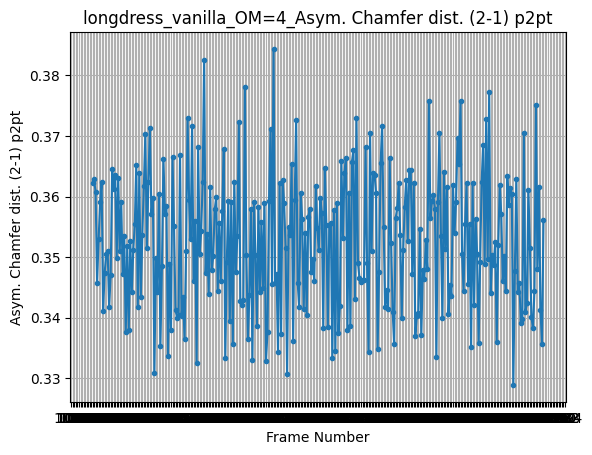 longdress_vanilla_OM=4_Asym. Chamfer dist. (2-1) p2pt
Asym. Chamfer dist. (2-1) p2pt
0.38
0.37
0.36
0.35
0.34
0.33
Frame Number